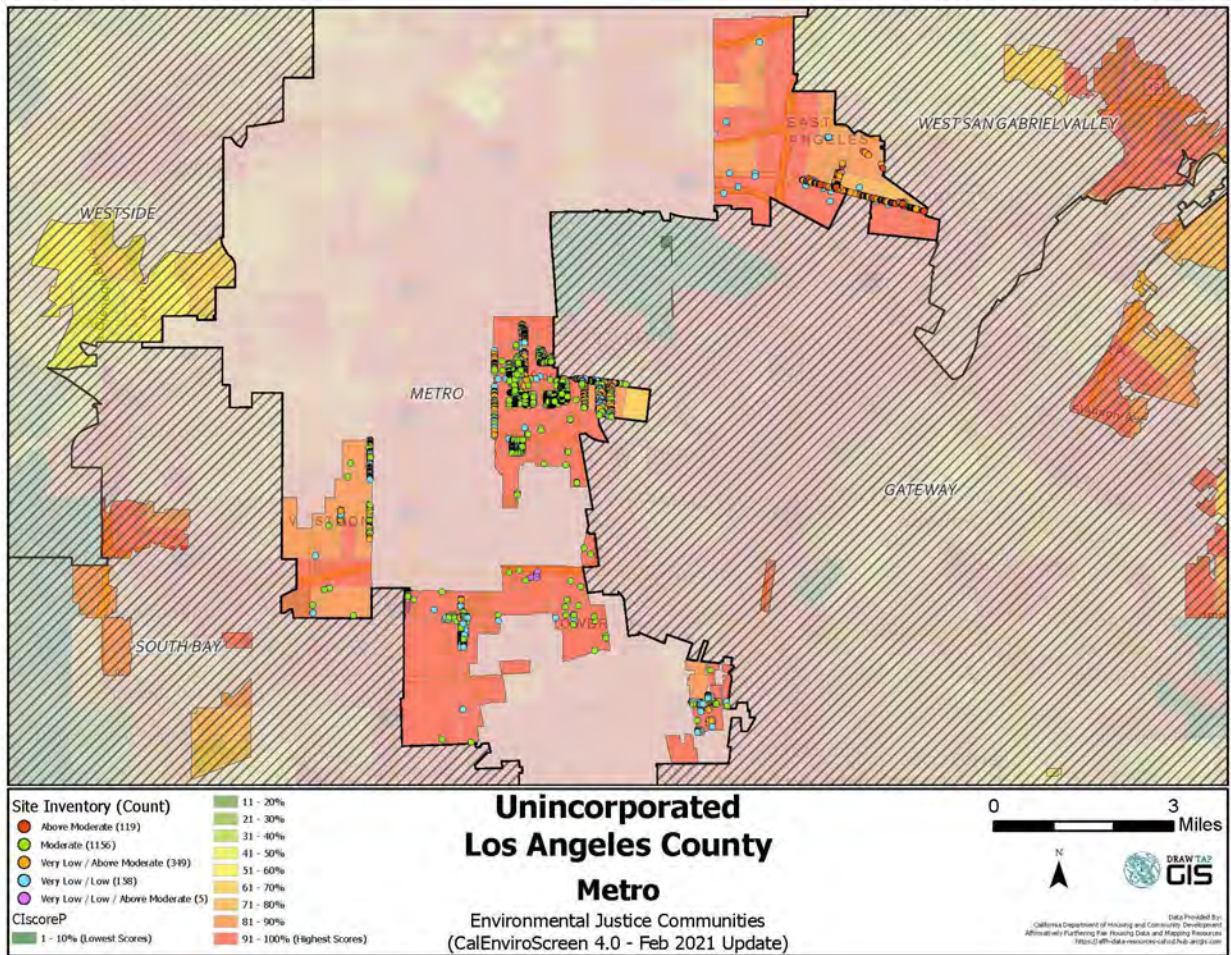 EAST
ANGELES
WEST SAN GABRIEL VALLEY
WESTSIDE
METRO
GATEWAY
SOUTH BAY
Site Inventory (Count)
Above Moderate (119)
Moderate (1156)
Very Low / Above Moderate (349)
Very Low / Low (158)
Very Low / Low / Above Moderate (5)
CIscoreP
1 - 10% (Lowest Scores)
11 - 20%
21 - 30%
31 - 40%
41 - 50%
51 - 60%
61 - 70%
71 - 80%
81 - 90%
91 - 100% (Highest Scores)
Unincorporated
Los Angeles County
Metro
Environmental Justice Communities
(CalEnviroScreen 4.0 - Feb 2021 Update)
0 3
Miles
N
DRAWTAP
GIS
Data Provided By:
California Department of Housing and Community Development
Affirmatively Furthering Fair Housing Data and Mapping Resources